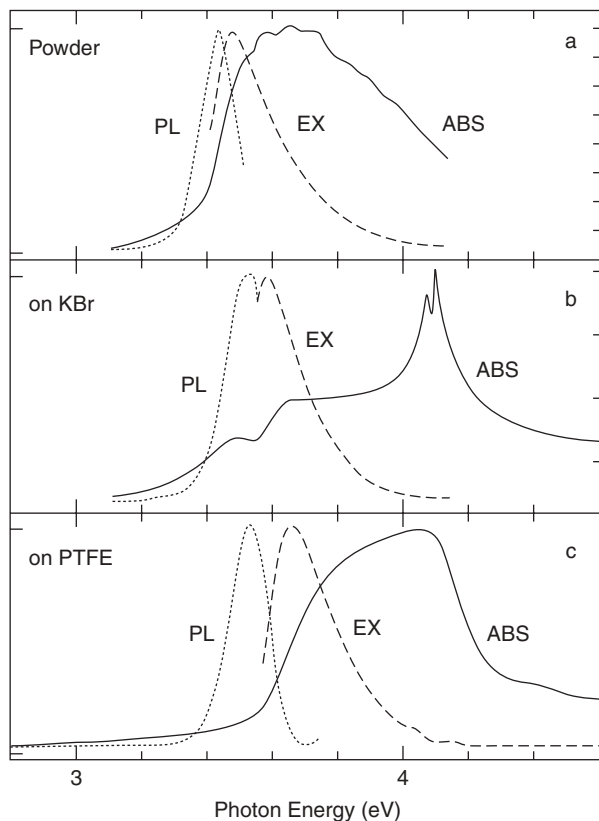 Powder
a
PL
EX
ABS
on KBr
b
EX
PL
ABS
on PTFE
c
PL
EX
ABS
3
4
Photon Energy (eV)